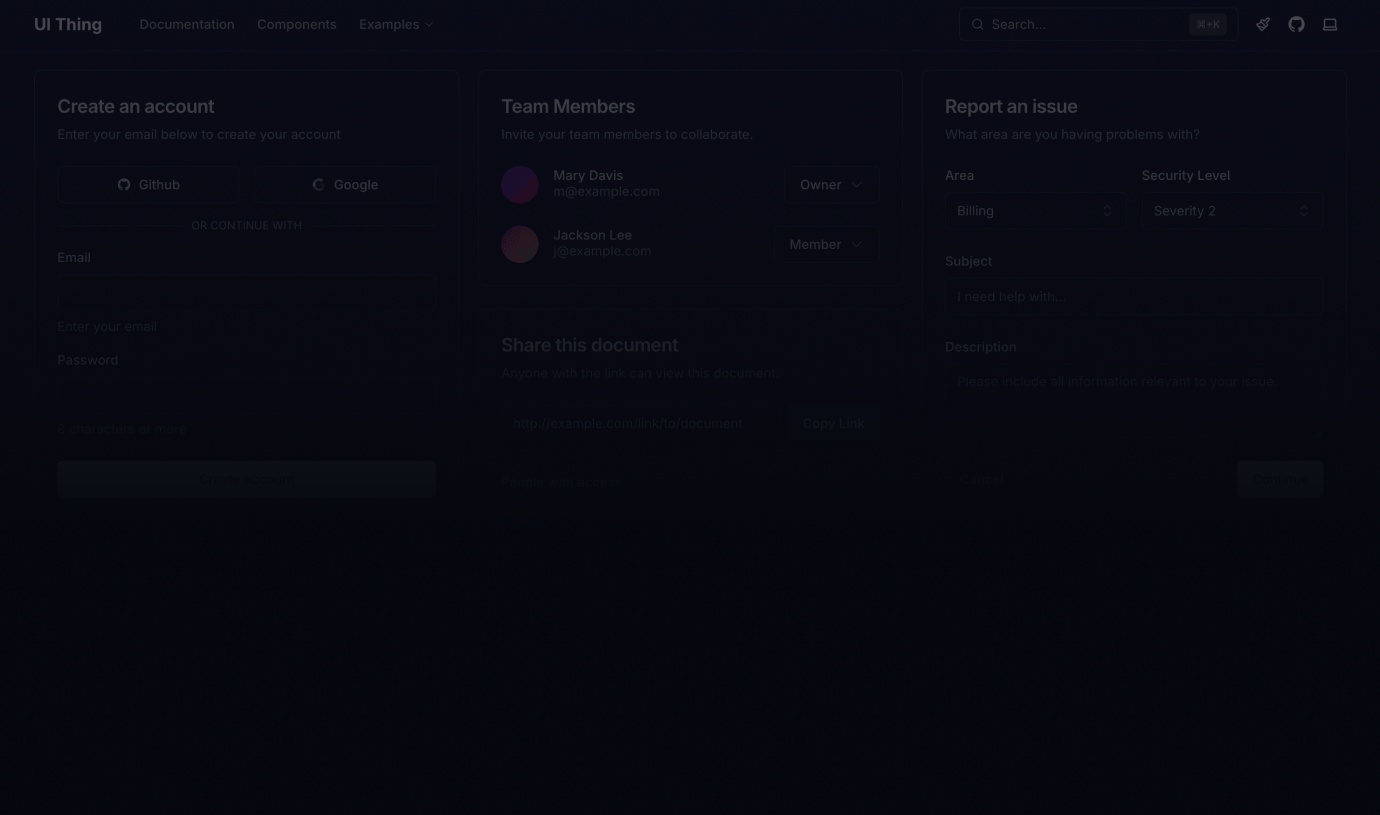 UI Thing
Documentation
Components
Examples
Search...
⌘+K
Create an account
Enter your email below to create your account
Github
Google
OR CONTINUE WITH
Email
Enter your email
Password
8 characters or more
Team Members
Invite your team members to collaborate.
Mary Davis
m@example.com
Owner
Jackson Lee
j@example.com
Member
Share this document
Anyone with the link can view this document.
http://example.com/link/to/document
Copy Link
People with access
Report an issue
What area are you having problems with?
Area
Security Level
Billing
Severity 2
Subject
I need help with...
Description
Please include all information relevant to your issue.